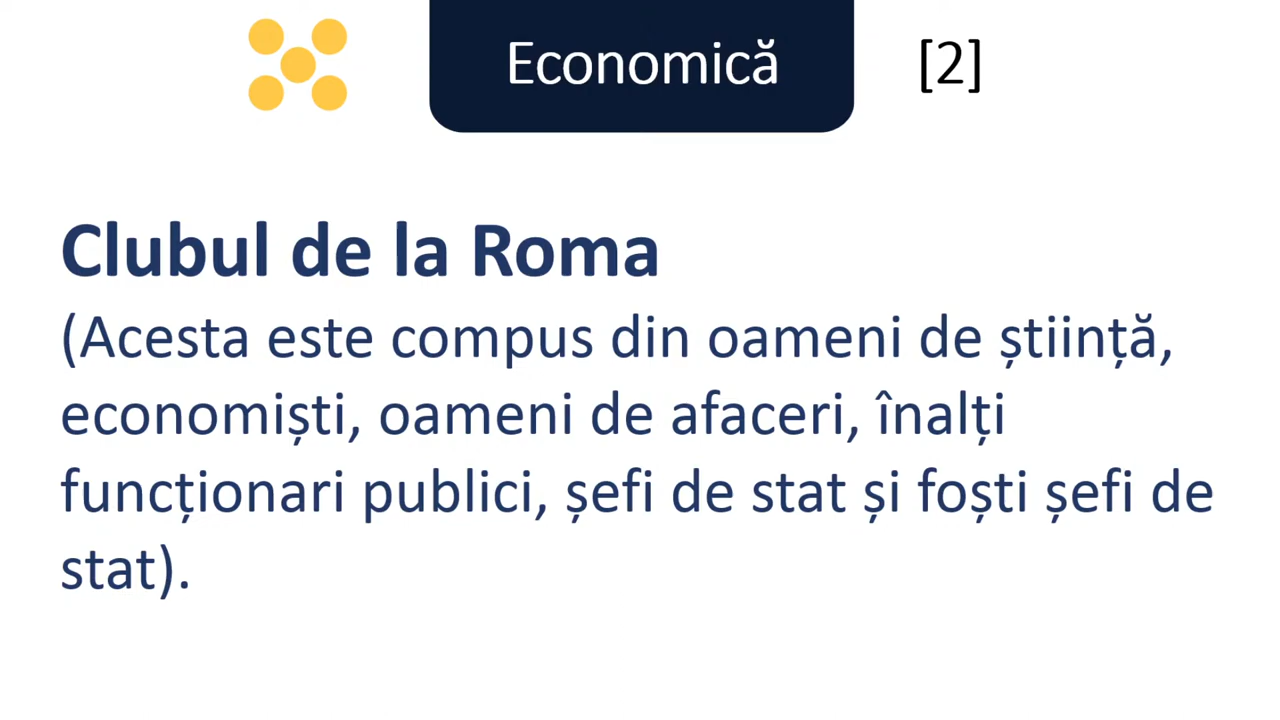 Economică
[2]
Clubul de la Roma
(Acesta este compus din oameni de știință,
economiști, oameni de afaceri, înalți
funcționari publici, șefi de stat și foști șefi de
stat).